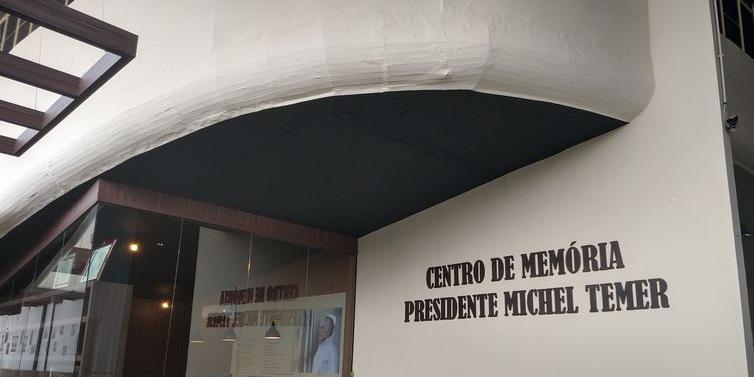 CENTRO DE MEMÓRIA
PRESIDENTE MICHEL TEMER